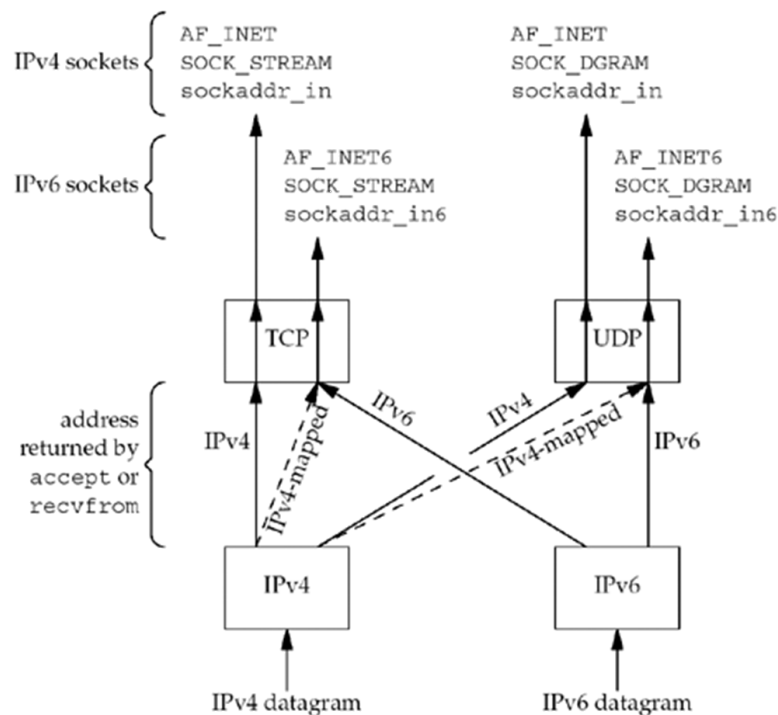 IPv4 sockets
AF_INET
SOCK_STREAM
sockaddr_in
AF_INET
SOCK_DGRAM
sockaddr_in
IPv6 sockets
AF_INET6
SOCK_STREAM
sockaddr_in6
AF_INET6
SOCK_DGRAM
sockaddr_in6
TCP
UDP
address
returned by
accept or
recvfrom
IPv4
IPv4-mapped
IPv6
IPv4
IPv4-mapped
IPv6
IPv4
IPv6
IPv4 datagram
IPv6 datagram